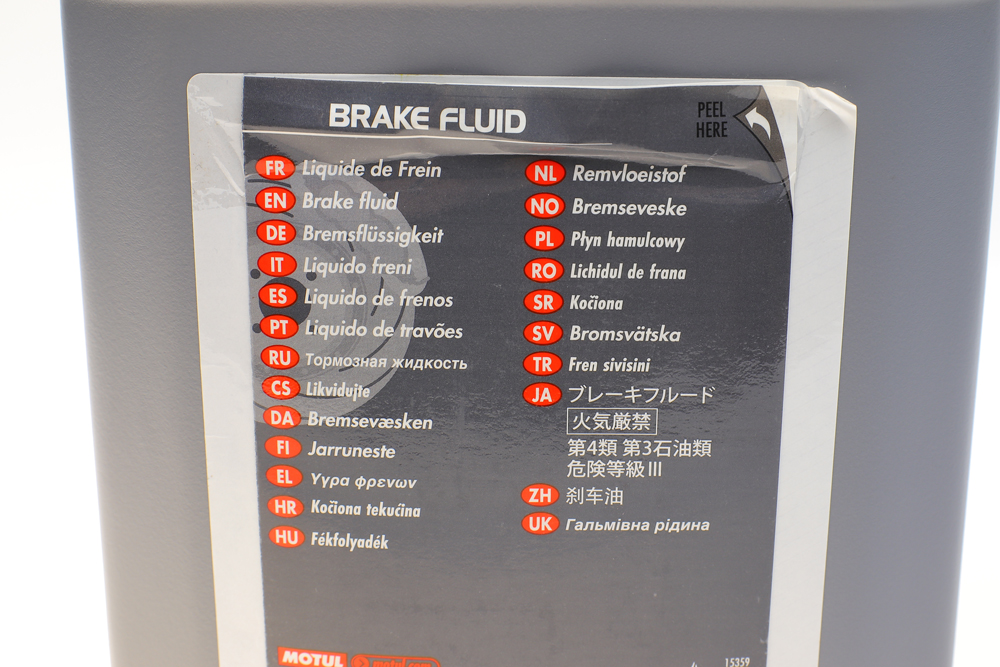 BRAKE FLUID
PEEL
HERE
FR Liquide de Frein
EN Brake fluid
DE Bremsflüssigkeit
IT Liquido freni
ES Liquido de frenos
PT Liquido de travões
RU Тормозная жидкость
CS Likvidujte
DA Bremsevæsken
FI Jarruneste
EL Υγρα φρενων
HR Kočiona tekućina
HU Fékfolyadék
NL Remvloeistof
NO Bremseveske
PL Płyn hamulcowy
RO Lichidul de frana
SR Kočiona
SV Bromsvätska
TR Fren sivisini
JA ブレーキフルード
火気厳禁
第4類 第3石油類
危険等級III
ZH 刹车油
UK Гальмівна рідина
MOTUL motul.com
15359